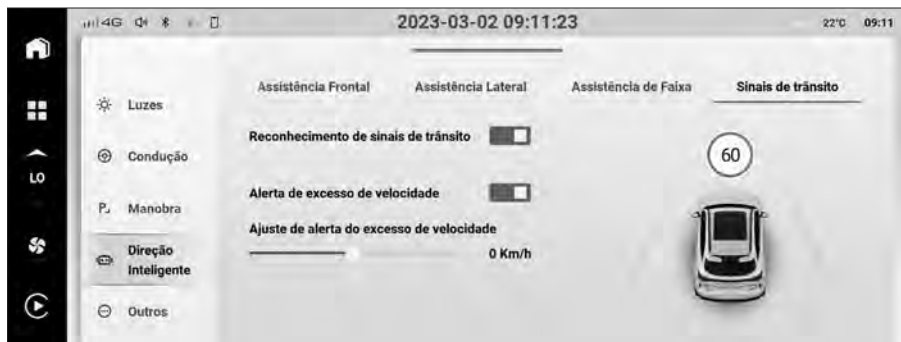 4G
2023-03-02 09:11:23
22°C 09:11
Assistência Frontal Assistência Lateral Assistência de Faixa Sinais de trânsito
Luzes
Reconhecimento de sinais de trânsito
60
Condução
LO
Alerta de excesso de velocidade
Manobra
Ajuste de alerta do excesso de velocidade
0 Km/h
Direção
Inteligente
Outros